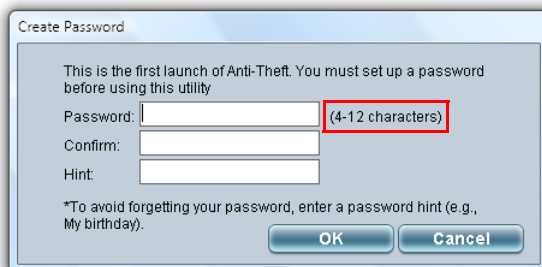 Create Password
This is the first launch of Anti-Theft. You must set up a password
before using this utility
Password: (4-12 characters)
Confirm:
Hint:
*To avoid forgetting your password, enter a password hint (e.g.,
My birthday).
OK Cancel